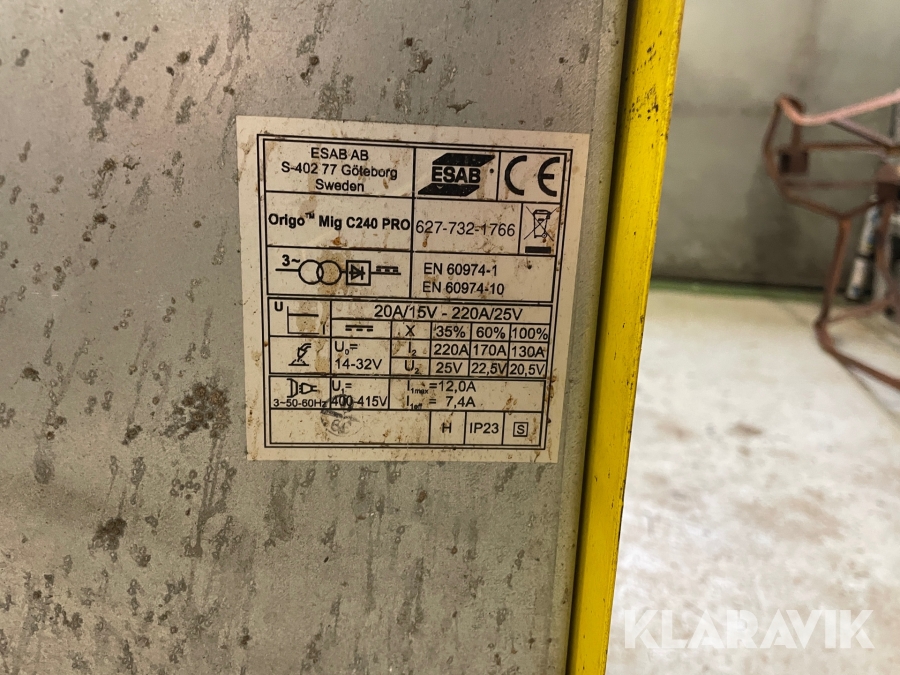 ESAB AB
S-402 77 Göteborg
Sweden
ESAB
CE
Origo™ Mig C240 PRO
627-732-1766
3~
EN 60974-1
EN 60974-10
U
I
20A/15V - 220A/25V
X 35% 60% 100%
U₀=
14-32V
I₂ 220A 170A 130A
U₂ 25V 22,5V 20,5V
3~50-60Hz
U₁=
400-415V
I₁max=12,0A
I₁eff= 7,4A
H IP23 S
KLARAVIK